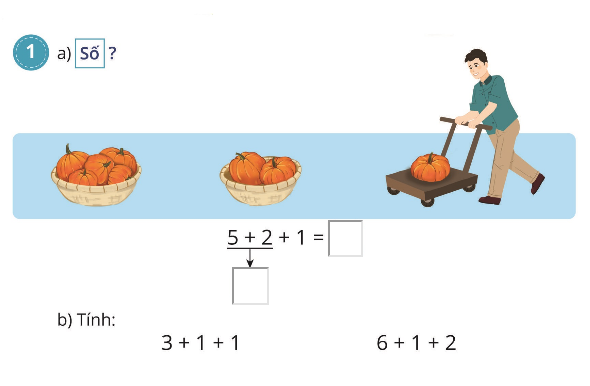 1 a) Số ?
5 + 2 + 1 =
b) Tính:
3 + 1 + 1 6 + 1 + 2